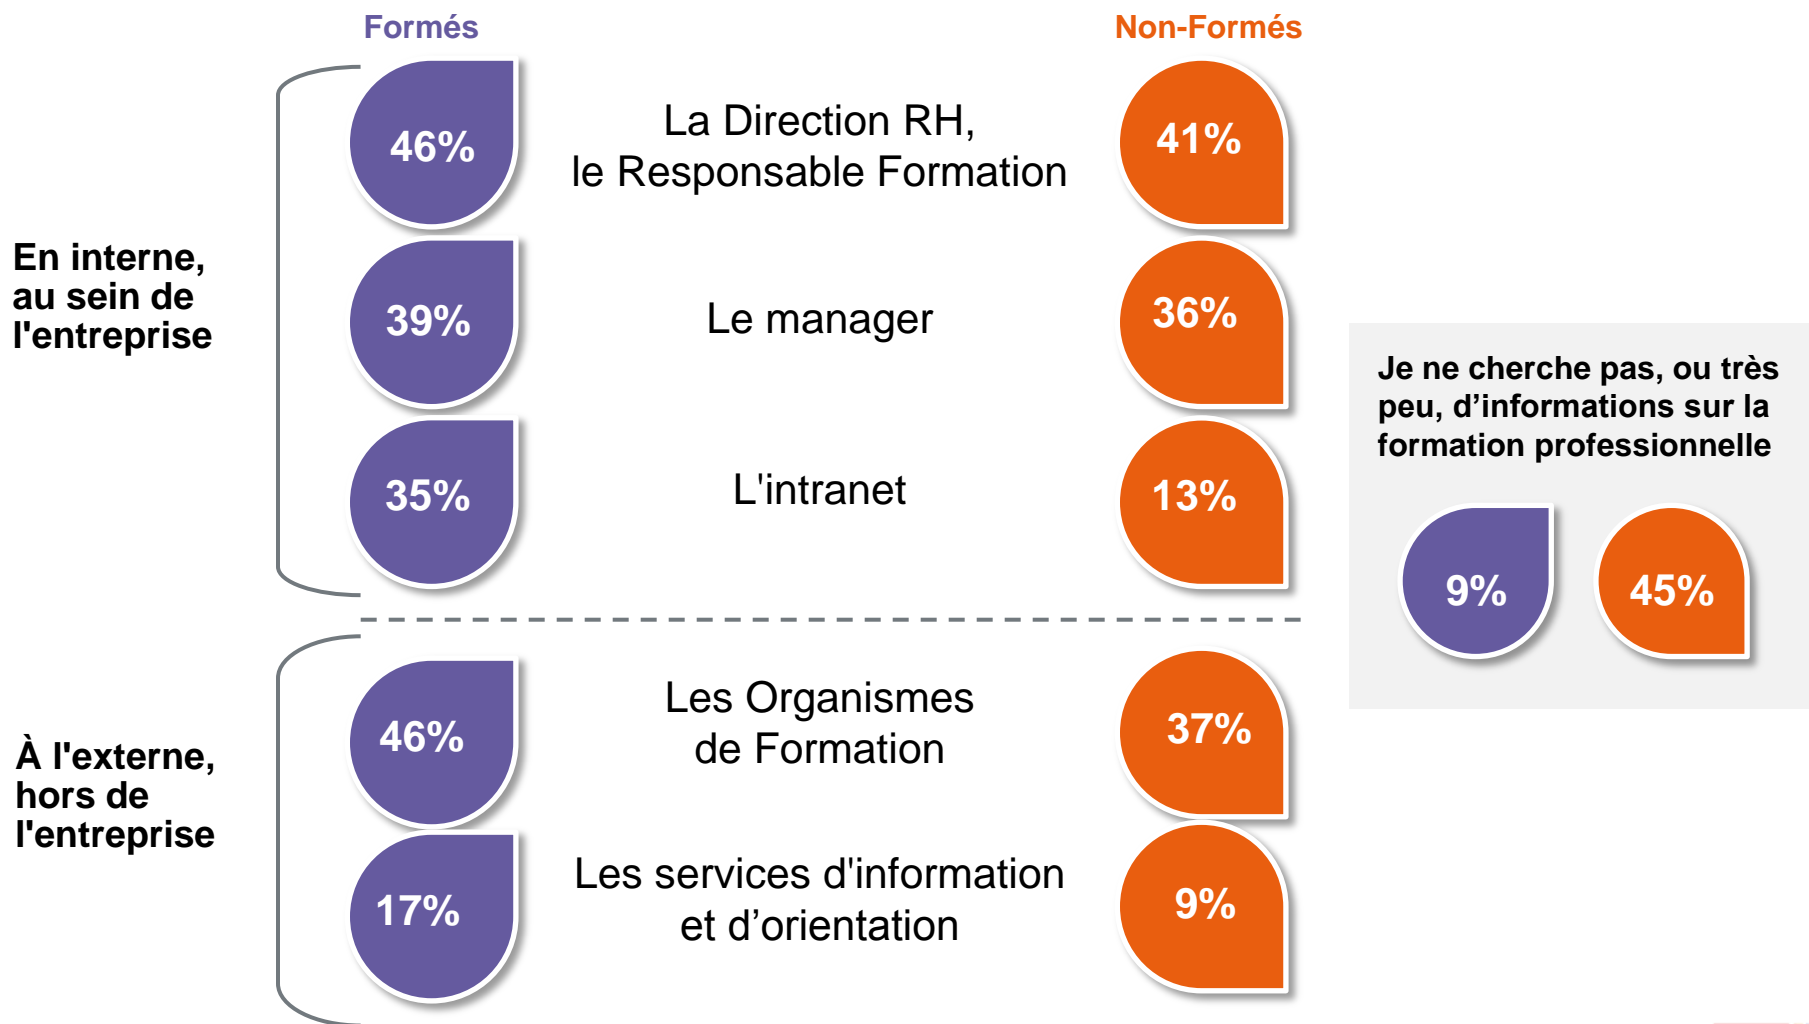 Formés
Non-Formés
En interne,
au sein de
l'entreprise
46%
La Direction RH,
le Responsable Formation
41%
39%
Le manager
36%
35%
L'intranet
13%
Je ne cherche pas, ou très
peu, d’informations sur la
formation professionnelle
9%
45%
À l'externe,
hors de
l'entreprise
46%
Les Organismes
de Formation
37%
17%
Les services d'information
et d’orientation
9%